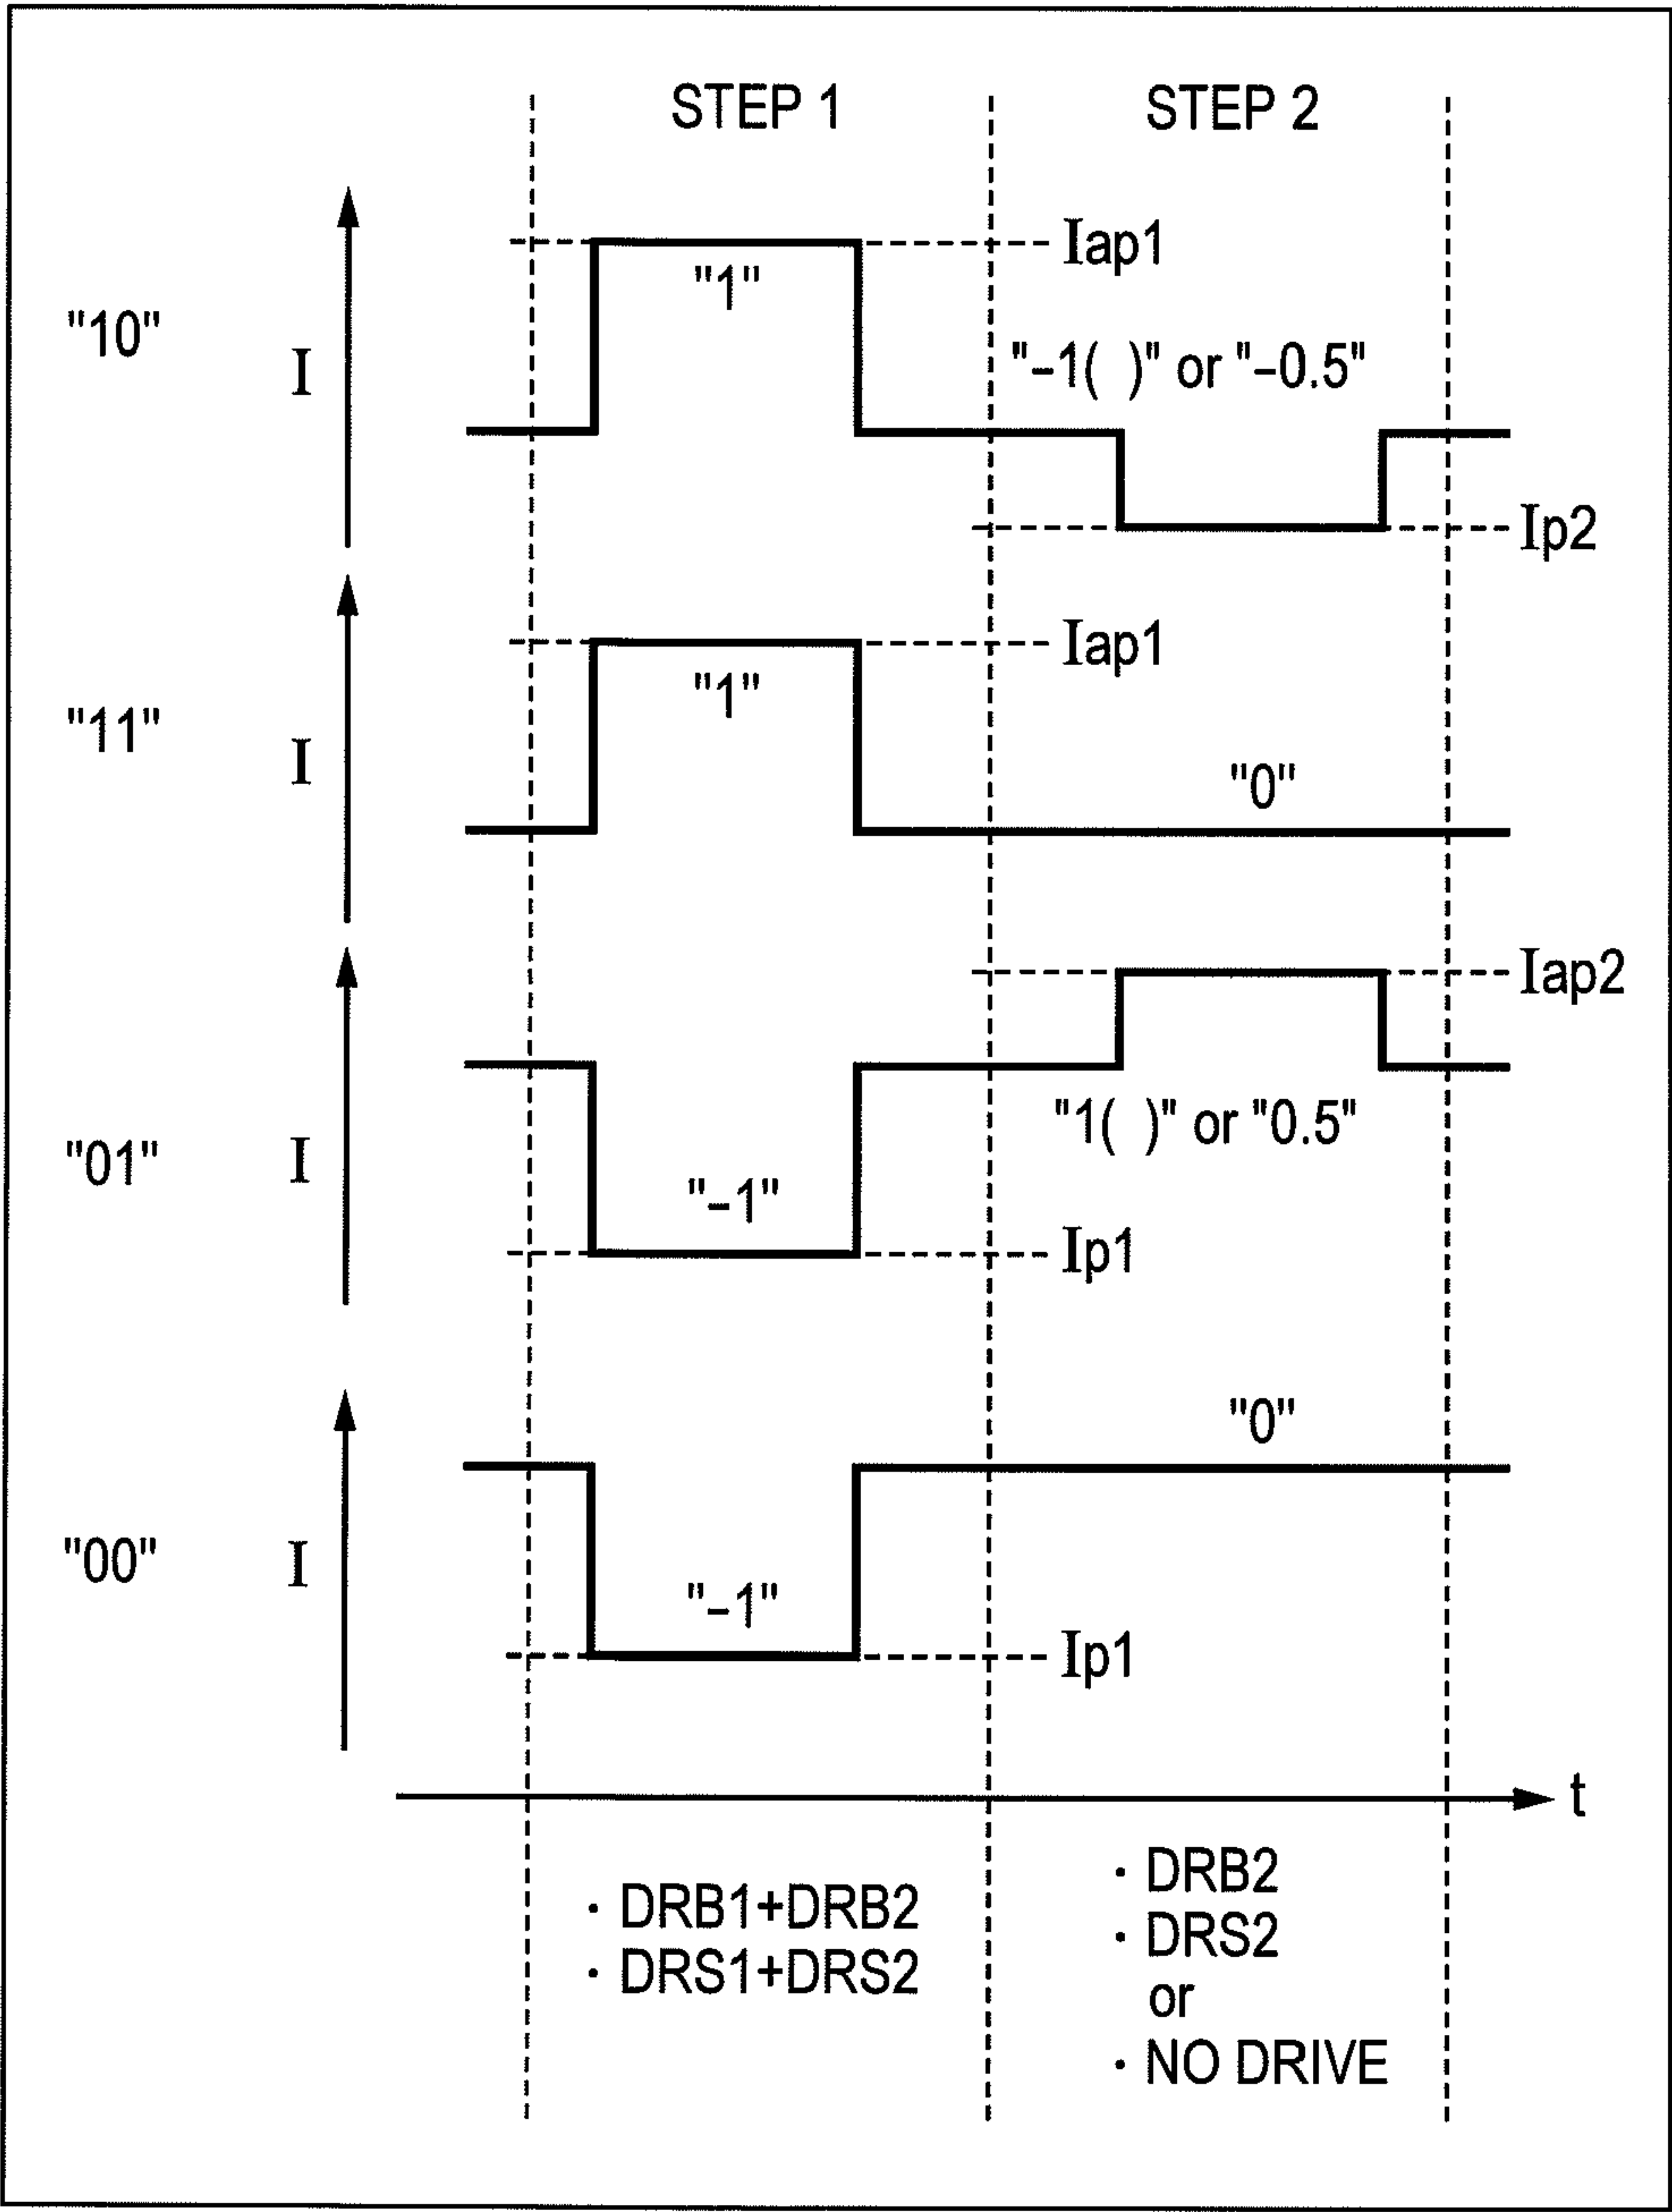 STEP 1
STEP 2
Iap1
"1"
"10"
I
"–1( )" or "–0.5"
Ip2
Iap1
"1"
"11"
I
"0"
Iap2
"1( )" or "0.5"
"01"
I
"–1"
Ip1
"0"
"00"
I
"–1"
Ip1
t
· DRB1+DRB2
· DRS1+DRS2
· DRB2
· DRS2
or
· NO DRIVE